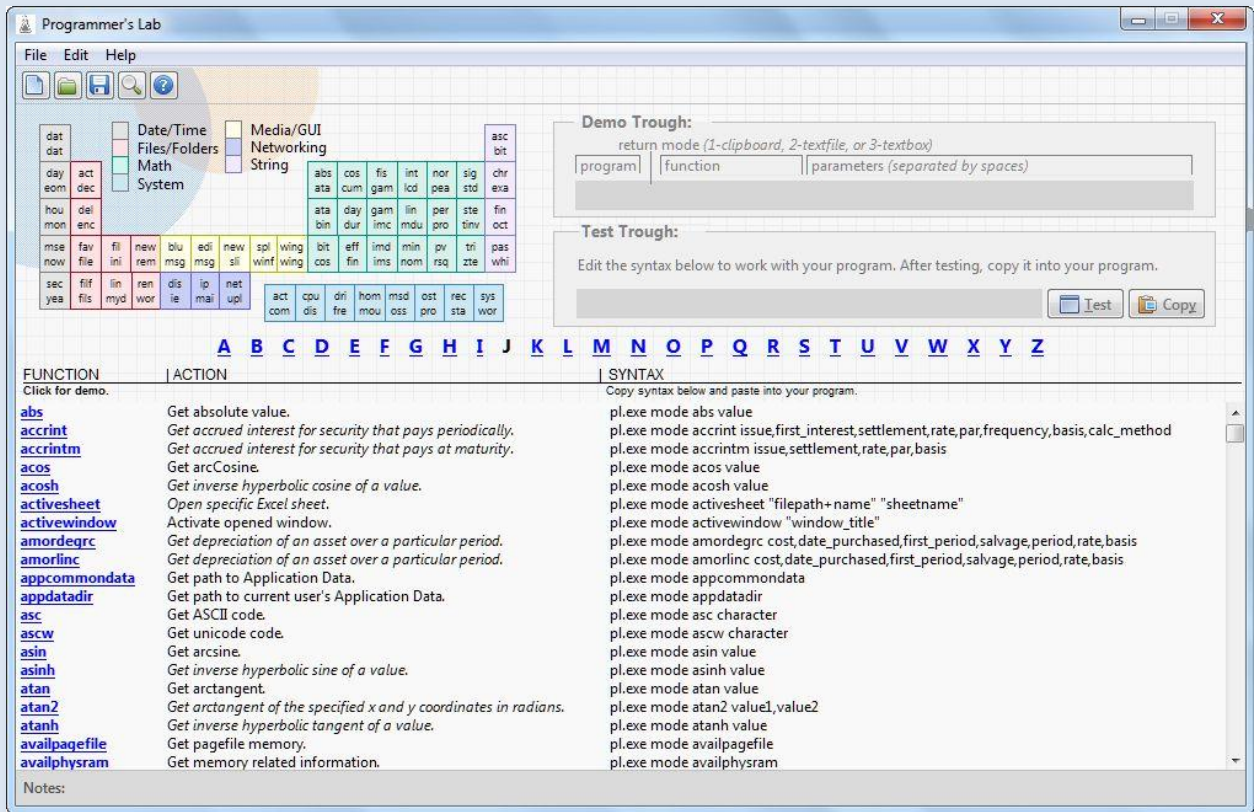 Programmer's Lab
File Edit Help
Date/Time
Files/Folders
Math
System
Media/GUI
Networking
String
dat
dat
asc
bit
day act abs cos fis int nor sig chr
eom dec ata cum gam lcd pea std exa
hou del ata day gam lin per ste fin
mon enc bin dur imc mdu pro tinv oct
mse fav fil new blu edi new spl wing bit eff imd min pv tri pas
now file ini rem msg msg sli winf wing cos fin ims nom rsq zte whi
sec filf lin ren dis ip net
yea fils myd wor ie mai upl
act cpu dri hom msd ost rec sys
com dis fre mou oss pro sta wor
Demo Trough:
return mode (1-clipboard, 2-textfile, or 3-textbox)
program function parameters (separated by spaces)
Test Trough:
Edit the syntax below to work with your program. After testing, copy it into your program.
Test Copy
A B C D E F G H I J K L M N O P Q R S T U V W X Y Z
FUNCTION | ACTION | SYNTAX
Click for demo. Copy syntax below and paste into your program.
abs Get absolute value. pl.exe mode abs value
accrint Get accrued interest for security that pays periodically. pl.exe mode accrint issue,first_interest,settlement,rate,par,frequency,basis,calc_method
accrintm Get accrued interest for security that pays at maturity. pl.exe mode accrintm issue,settlement,rate,par,basis
acos Get arcCosine. pl.exe mode acos value
acosh Get inverse hyperbolic cosine of a value. pl.exe mode acosh value
activesheet Open specific Excel sheet. pl.exe mode activesheet "filepath+name" "sheetname"
activewindow Activate opened window. pl.exe mode activewindow "window_title"
amordegrc Get depreciation of an asset over a particular period. pl.exe mode amordegrc cost,date_purchased,first_period,salvage,period,rate,basis
amorlinc Get depreciation of an asset over a particular period. pl.exe mode amorlinc cost,date_purchased,first_period,salvage,period,rate,basis
appcommondata Get path to Application Data. pl.exe mode appcommondata
appdatadir Get path to current user's Application Data. pl.exe mode appdatadir
asc Get ASCII code. pl.exe mode asc character
ascw Get unicode code. pl.exe mode ascw character
asin Get arcsine. pl.exe mode asin value
asinh Get inverse hyperbolic sine of a value. pl.exe mode asinh value
atan Get arctangent. pl.exe mode atan value
atan2 Get arctangent of the specified x and y coordinates in radians. pl.exe mode atan2 value1,value2
atanh Get inverse hyperbolic tangent of a value. pl.exe mode atanh value
availpagefile Get pagefile memory. pl.exe mode availpagefile
availphysram Get memory related information. pl.exe mode availphysram
Notes: